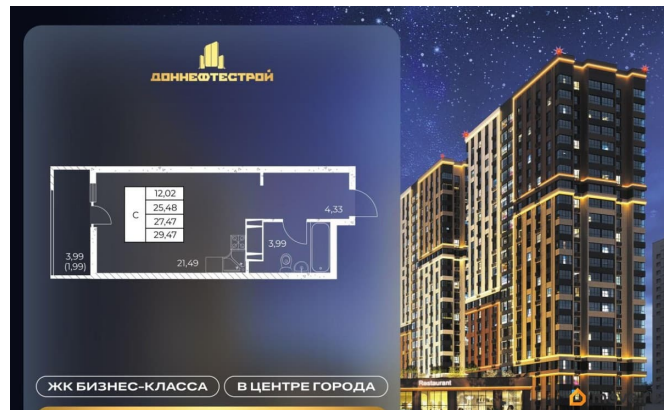 ДОННЕФТЕСТРОЙ
12,02
С
25,48
27,47
29,47
4,33
3,99
3,99
(1,99)
21,49
ЖК БИЗНЕС-КЛАССА
В ЦЕНТРЕ ГОРОДА
Restaurant